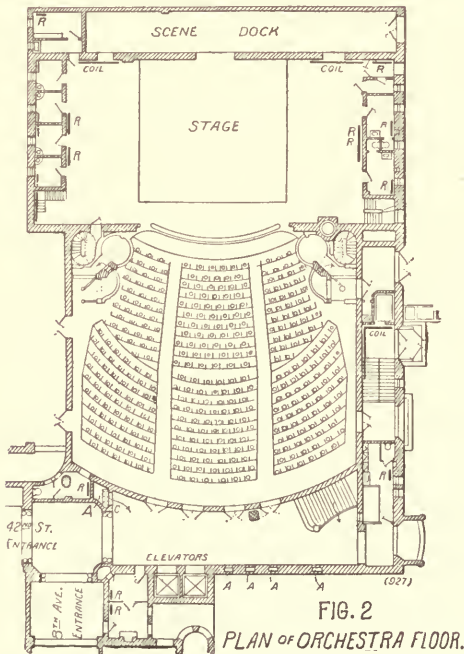 R
SCENE DOCK
COIL
COIL
R
STAGE
R
R
R
R
R
R
COIL
R
R
A
C
42ND ST.
ENTRANCE
ELEVATORS
8TH AVE.
ENTRANCE
R
R
A
A
A
A
(927)
FIG. 2
PLAN OF ORCHESTRA FLOOR.